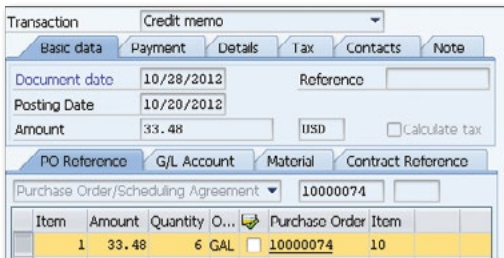 Transaction Credit memo
Basic data Payment Details Tax Contacts Note
Document date 10/28/2012 Reference
Posting Date 10/20/2012
Amount 33.48 USD Calculate tax
PO Reference G/L Account Material Contract Reference
Purchase Order/Scheduling Agreement 10000074
Item Amount Quantity O... Purchase Order Item
1 33.48 6 GAL 10000074 10